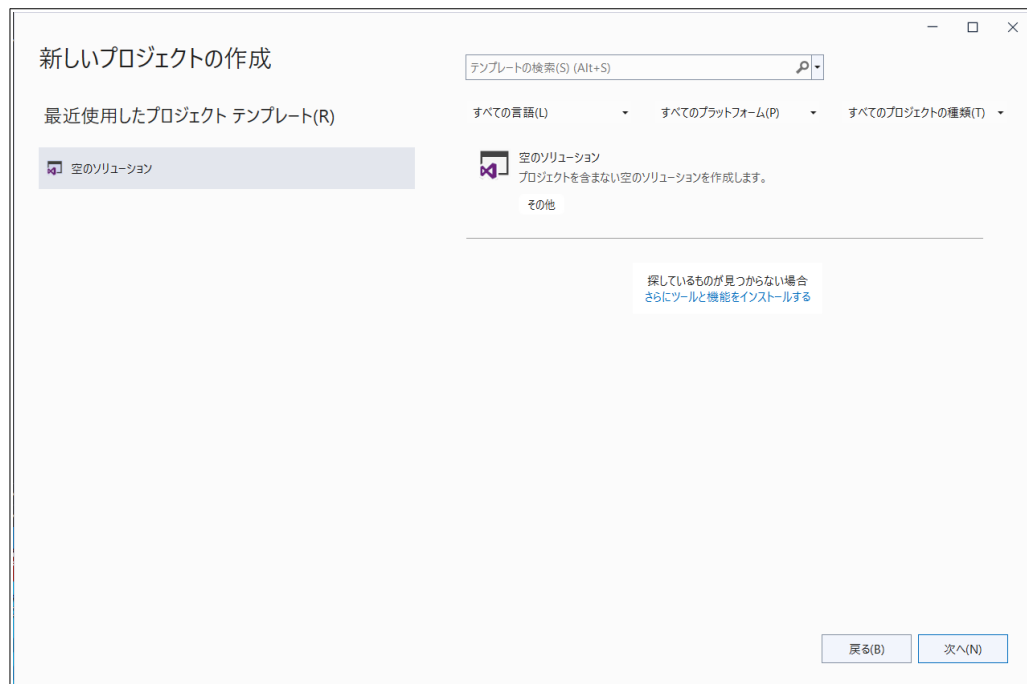 新しいプロジェクトの作成
最近使用したプロジェクト テンプレート(R)
空のソリューション
テンプレートの検索(S) (Alt+S)
すべての言語(L)
すべてのプラットフォーム(P)
すべてのプロジェクトの種類(T)
空のソリューション
プロジェクトを含まない空のソリューションを作成します。
その他
探しているものが見つからない場合
さらにツールと機能をインストールする
戻る(B)
次へ(N)